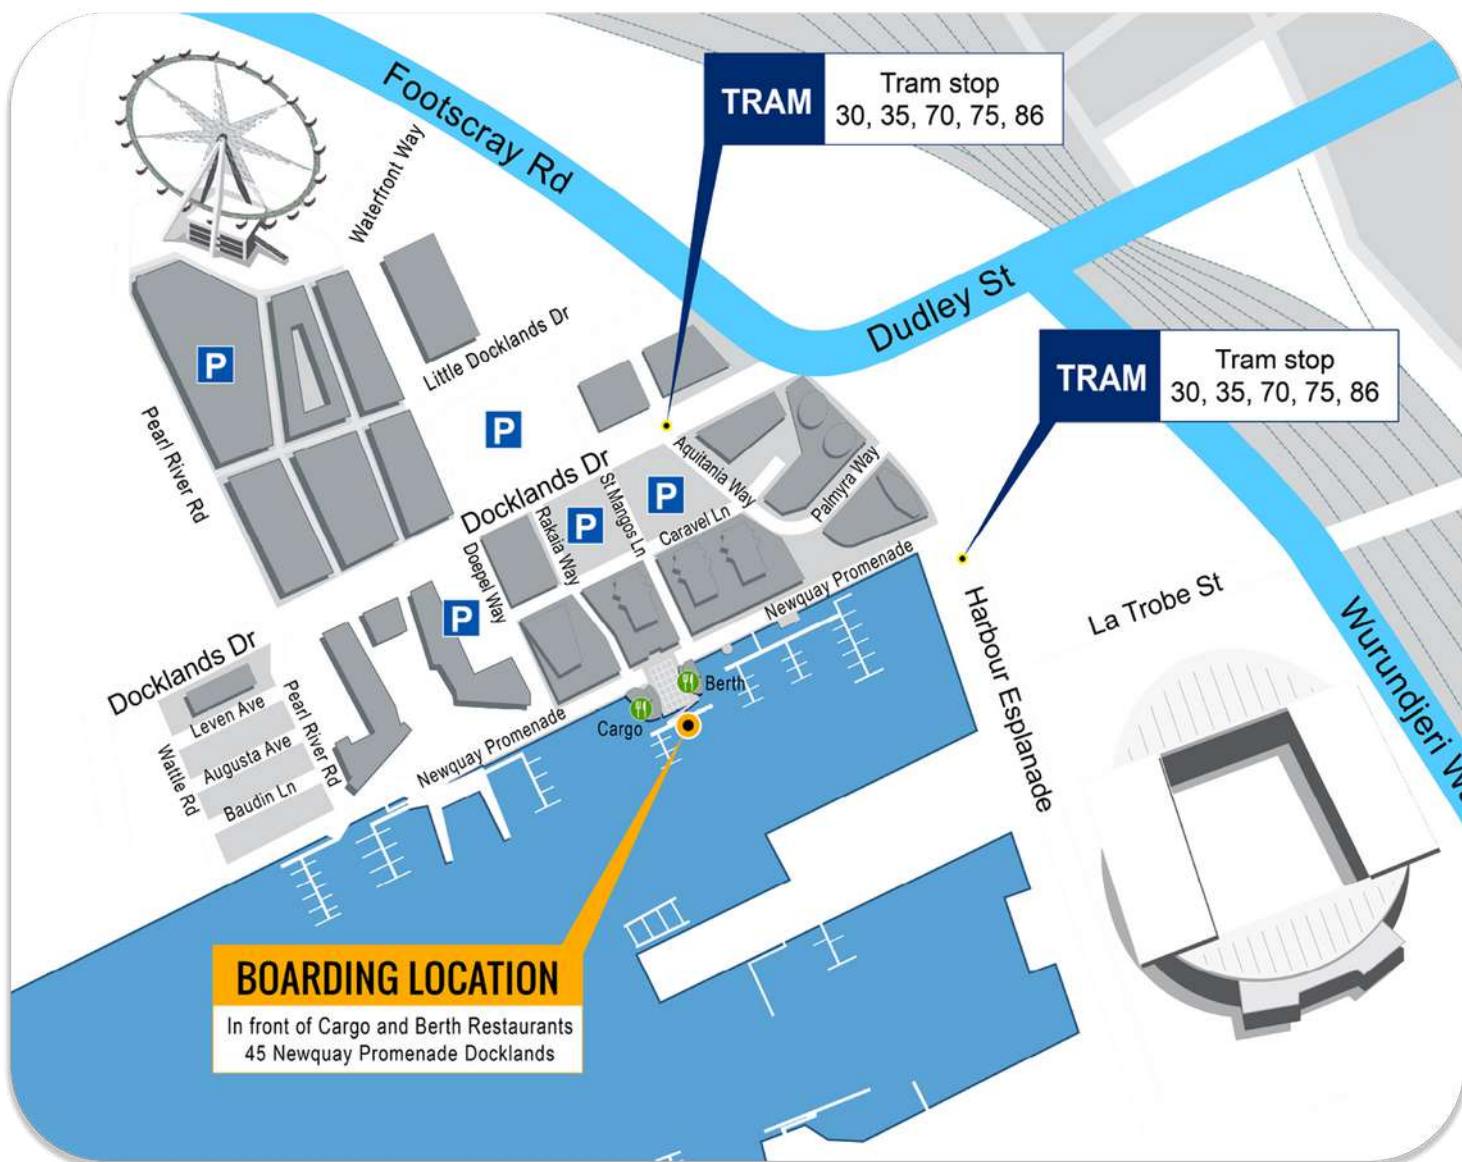 Footscray Rd
TRAM
Tram stop
30, 35, 70, 75, 86
Waterfront Way
Dudley St
TRAM
Tram stop
30, 35, 70, 75, 86
Little Docklands Dr
P
P
Pearl River Rd
Docklands Dr
Aquitania Way
St Mangos Ln
P
P
Palmyra Way
Caravel Ln
Rakaia Way
Doepel Way
P
Newquay Promenade
Harbour Esplanade
La Trobe St
Wurundjeri Wa
Docklands Dr
Leven Ave
Pearl River Rd
Augusta Ave
Wattle Rd
Baudin Ln
Newquay Promenade
Berth
Cargo
BOARDING LOCATION
In front of Cargo and Berth Restaurants
45 Newquay Promenade Docklands